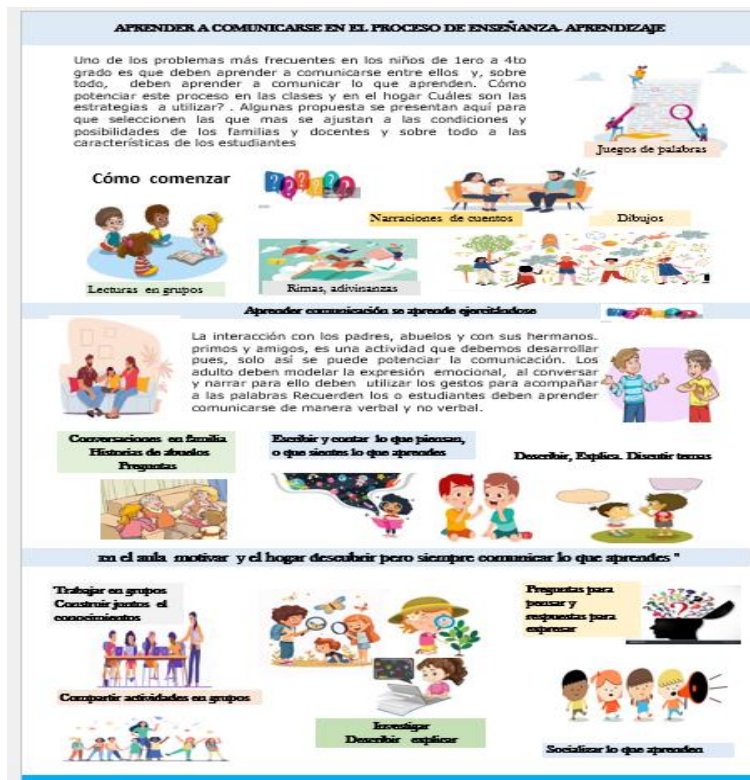 APRENDER A COMUNICARSE EN EL PROCESO DE ENSEÑANZA- APRENDIZAJE
Uno de los problemas más frecuentes en los niños de 1ero a 4to
grado es que deben aprender a comunicarse entre ellos y, sobre
todo, deben aprender a comunicar lo que aprenden. Cómo
potenciar este proceso en las clases y en el hogar Cuáles son las
estrategias a utilizar? . Algunas propuesta se presentan aquí para
que seleccionen las que mas se ajustan a las condiciones y
posibilidades de los familias y docentes y sobre todo a las
características de los estudiantes
Juegos de palabras
Cómo comenzar
Narraciones de cuentos
Dibujos
Lecturas en grupos
Rimas, adivinanzas
Aprender comunicación se aprende ejercitándose
La interacción con los padres, abuelos y con sus hermanos.
primos y amigos, es una actividad que debemos desarrollar
pues, solo así se puede potenciar la comunicación. Los
adulto deben modelar la expresión emocional, al conversar
y narrar para ello deben utilizar los gestos para acompañar
a las palabras Recuerden los o estudiantes deben aprender
comunicarse de manera verbal y no verbal.
Conversaciones en familia
Historias de abuelos
Preguntas
Escribir y contar lo que piensan,
o que sientes lo que aprendes
Describir, Explica. Discutir temas
en el aula motivar y el hogar descubrir pero siempre comunicar lo que aprendes "
Trabajar en grupos
Construir juntos el
conocimientos
Preguntas para
pensar y
respuestas para
expresar
Compartir actividades en grupos
Investigar
Describir explicar
Socializar lo que aprenden